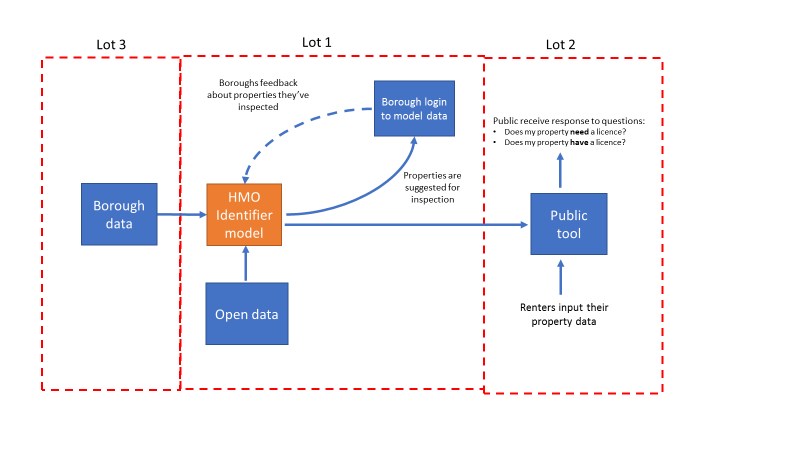 Lot 3
Lot 1
Lot 2
Boroughs feedback
about properties they've
inspected
Borough login
to model data
Public receive response to questions:
• Does my property need a licence?
• Does my property have a licence?
Properties are
suggested for
inspection
Borough
data
HMO
Identifier
model
Public
tool
Open data
Renters input their
property data